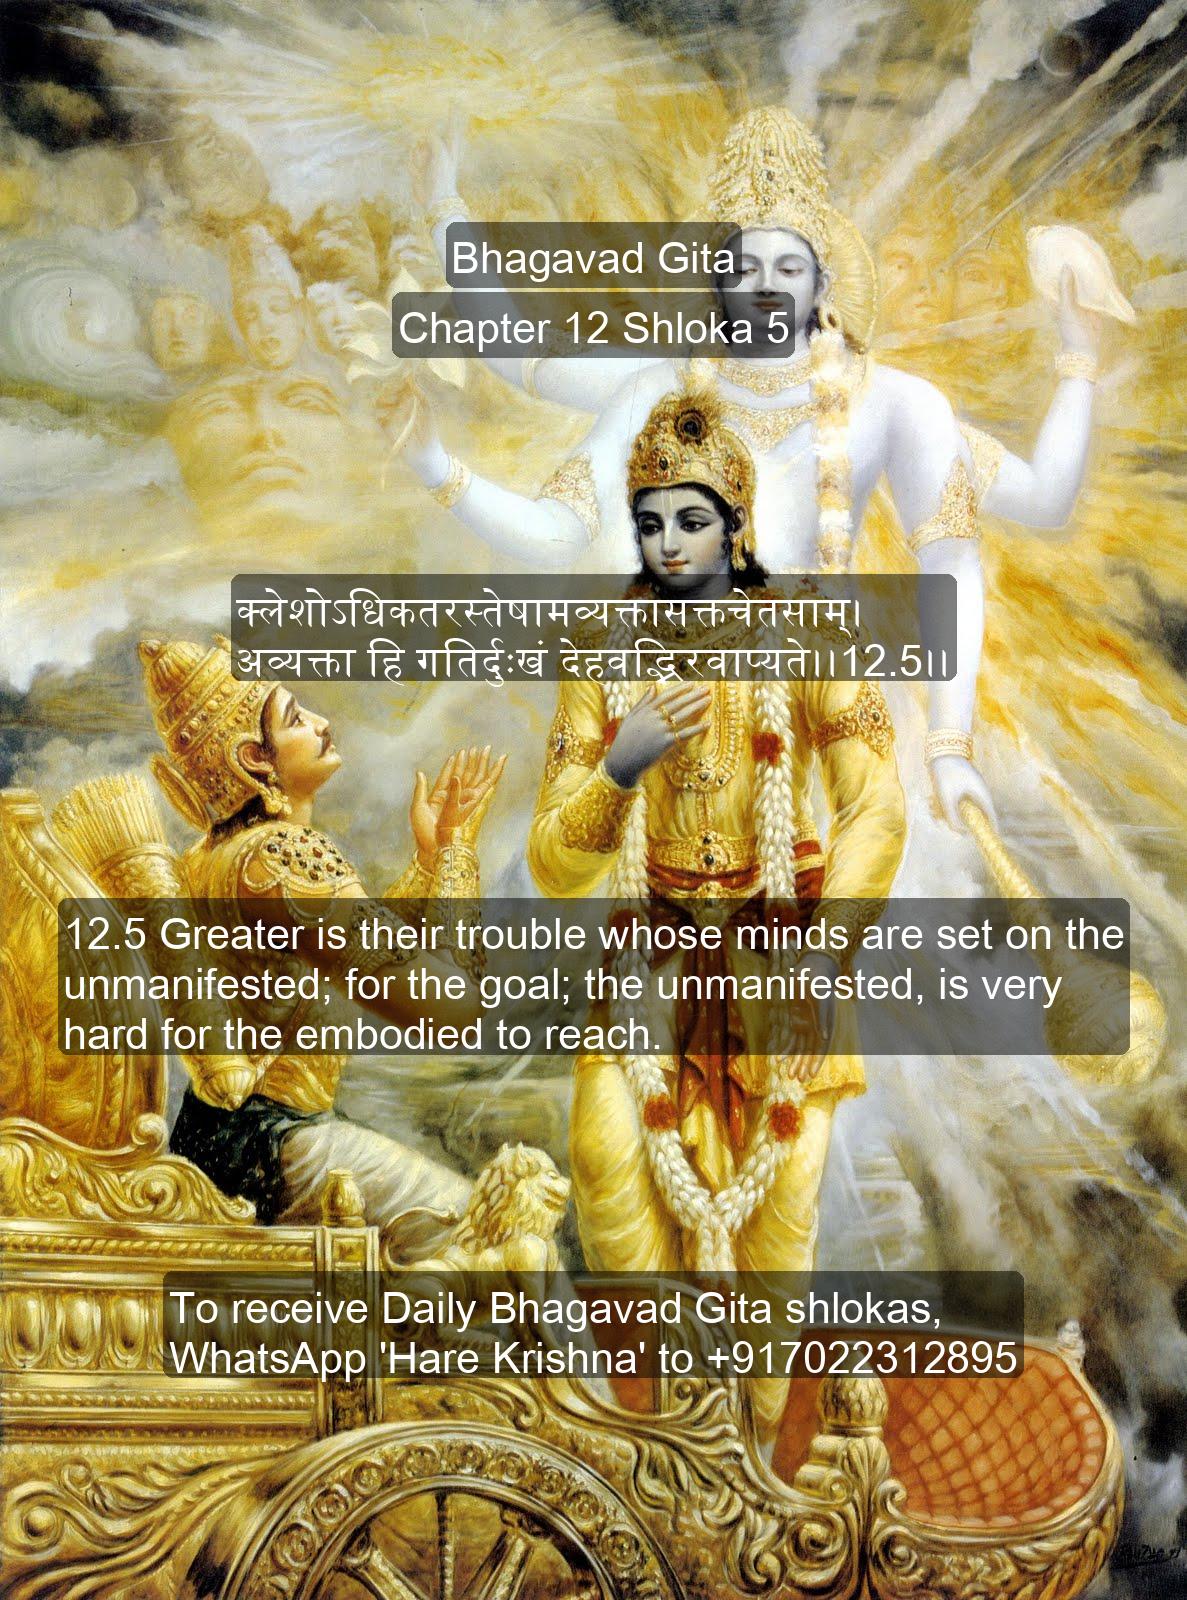 Bhagavad Gita
Chapter 12 Shloka 5
क्लेशोऽधिकतरस्तेषामव्यक्तासक्तचेतसाम्।
अव्यक्ता हि गतिर्दुःखं देहवद्भिरवाप्यते।।12.5।।
12.5 Greater is their trouble whose minds are set on the
unmanifested; for the goal; the unmanifested, is very
hard for the embodied to reach.
To receive Daily Bhagavad Gita shlokas,
WhatsApp 'Hare Krishna' to +917022312895